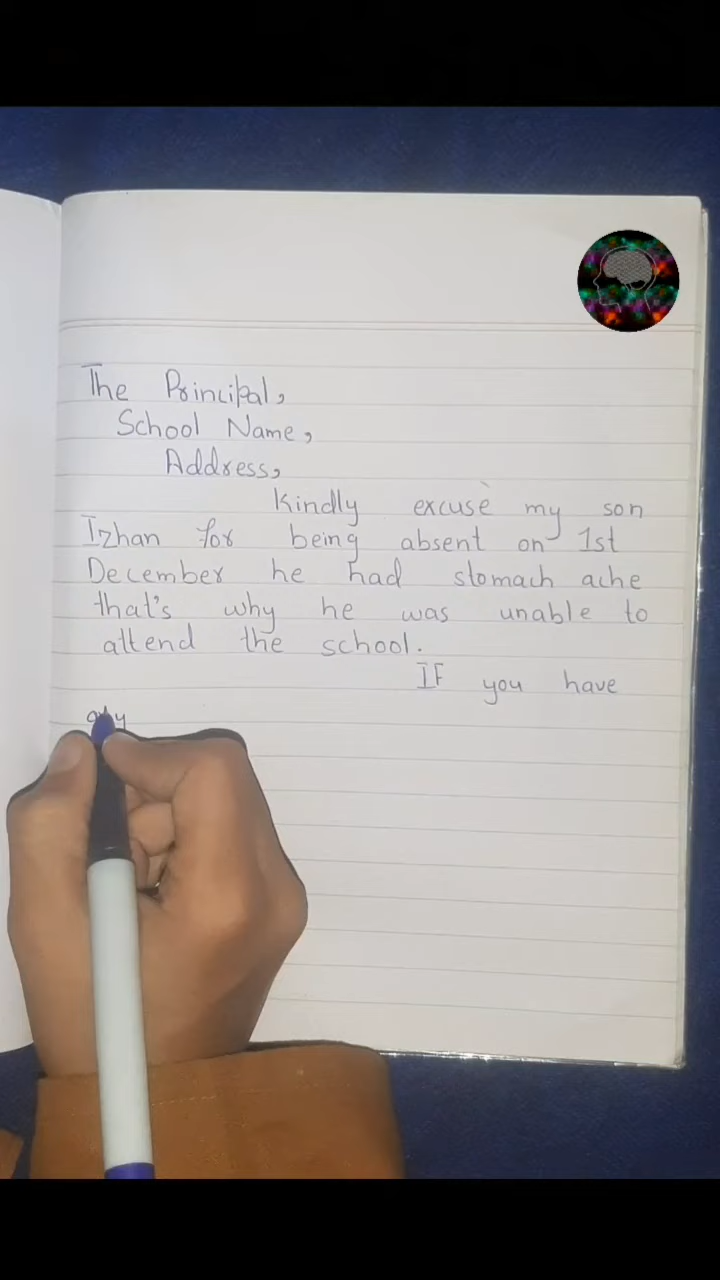 The Principal,
School Name,
Address,
Kindly excuse my son
Izhan for being absent on 1st
December he had stomach ache
that's why he was unable to
attend the school.
IF you have
any